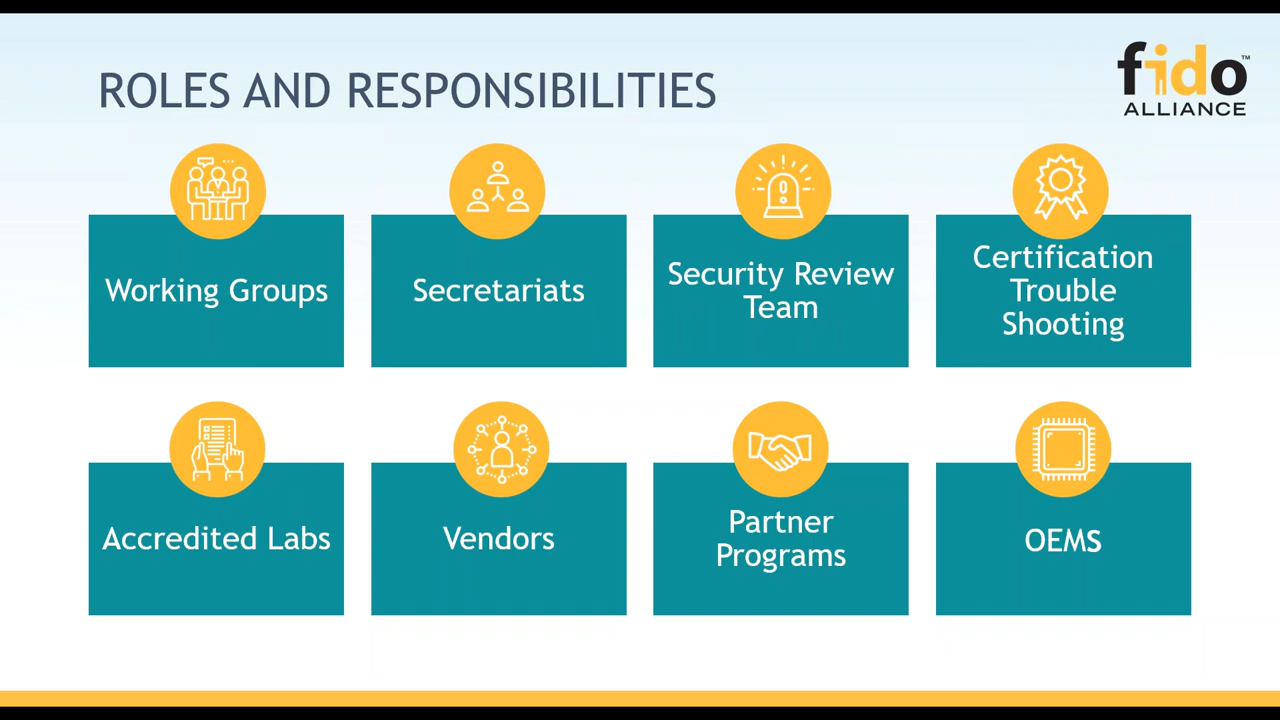 ROLES AND RESPONSIBILITIES
fido™
ALLIANCE
Working Groups
Secretariats
Security Review
Team
Certification
Trouble
Shooting
Accredited Labs
Vendors
Partner
Programs
OEMS